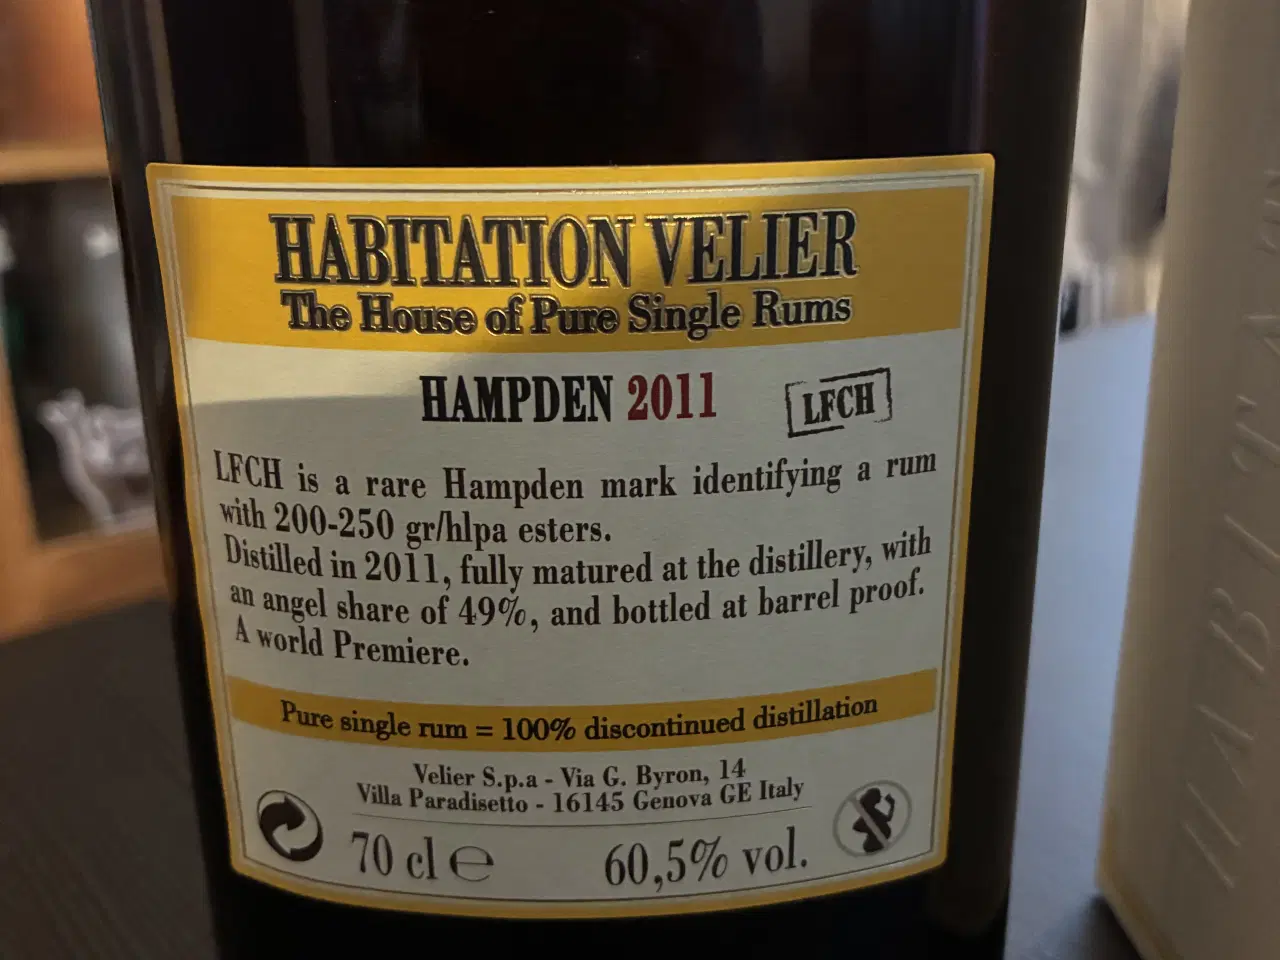 HABITATION VELIER
The House of Pure Single Rums
HAMPDEN 2011 LFCH
LFCH is a rare Hampden mark identifying a rum
with 200-250 gr/hlpa esters.
Distilled in 2011, fully matured at the distillery, with
an angel share of 49%, and bottled at barrel proof.
A world Premiere.
Pure single rum = 100% discontinued distillation
Velier S.p.a - Via G. Byron, 14
Villa Paradisetto - 16145 Genova GE Italy
70 cl e 60,5% vol.